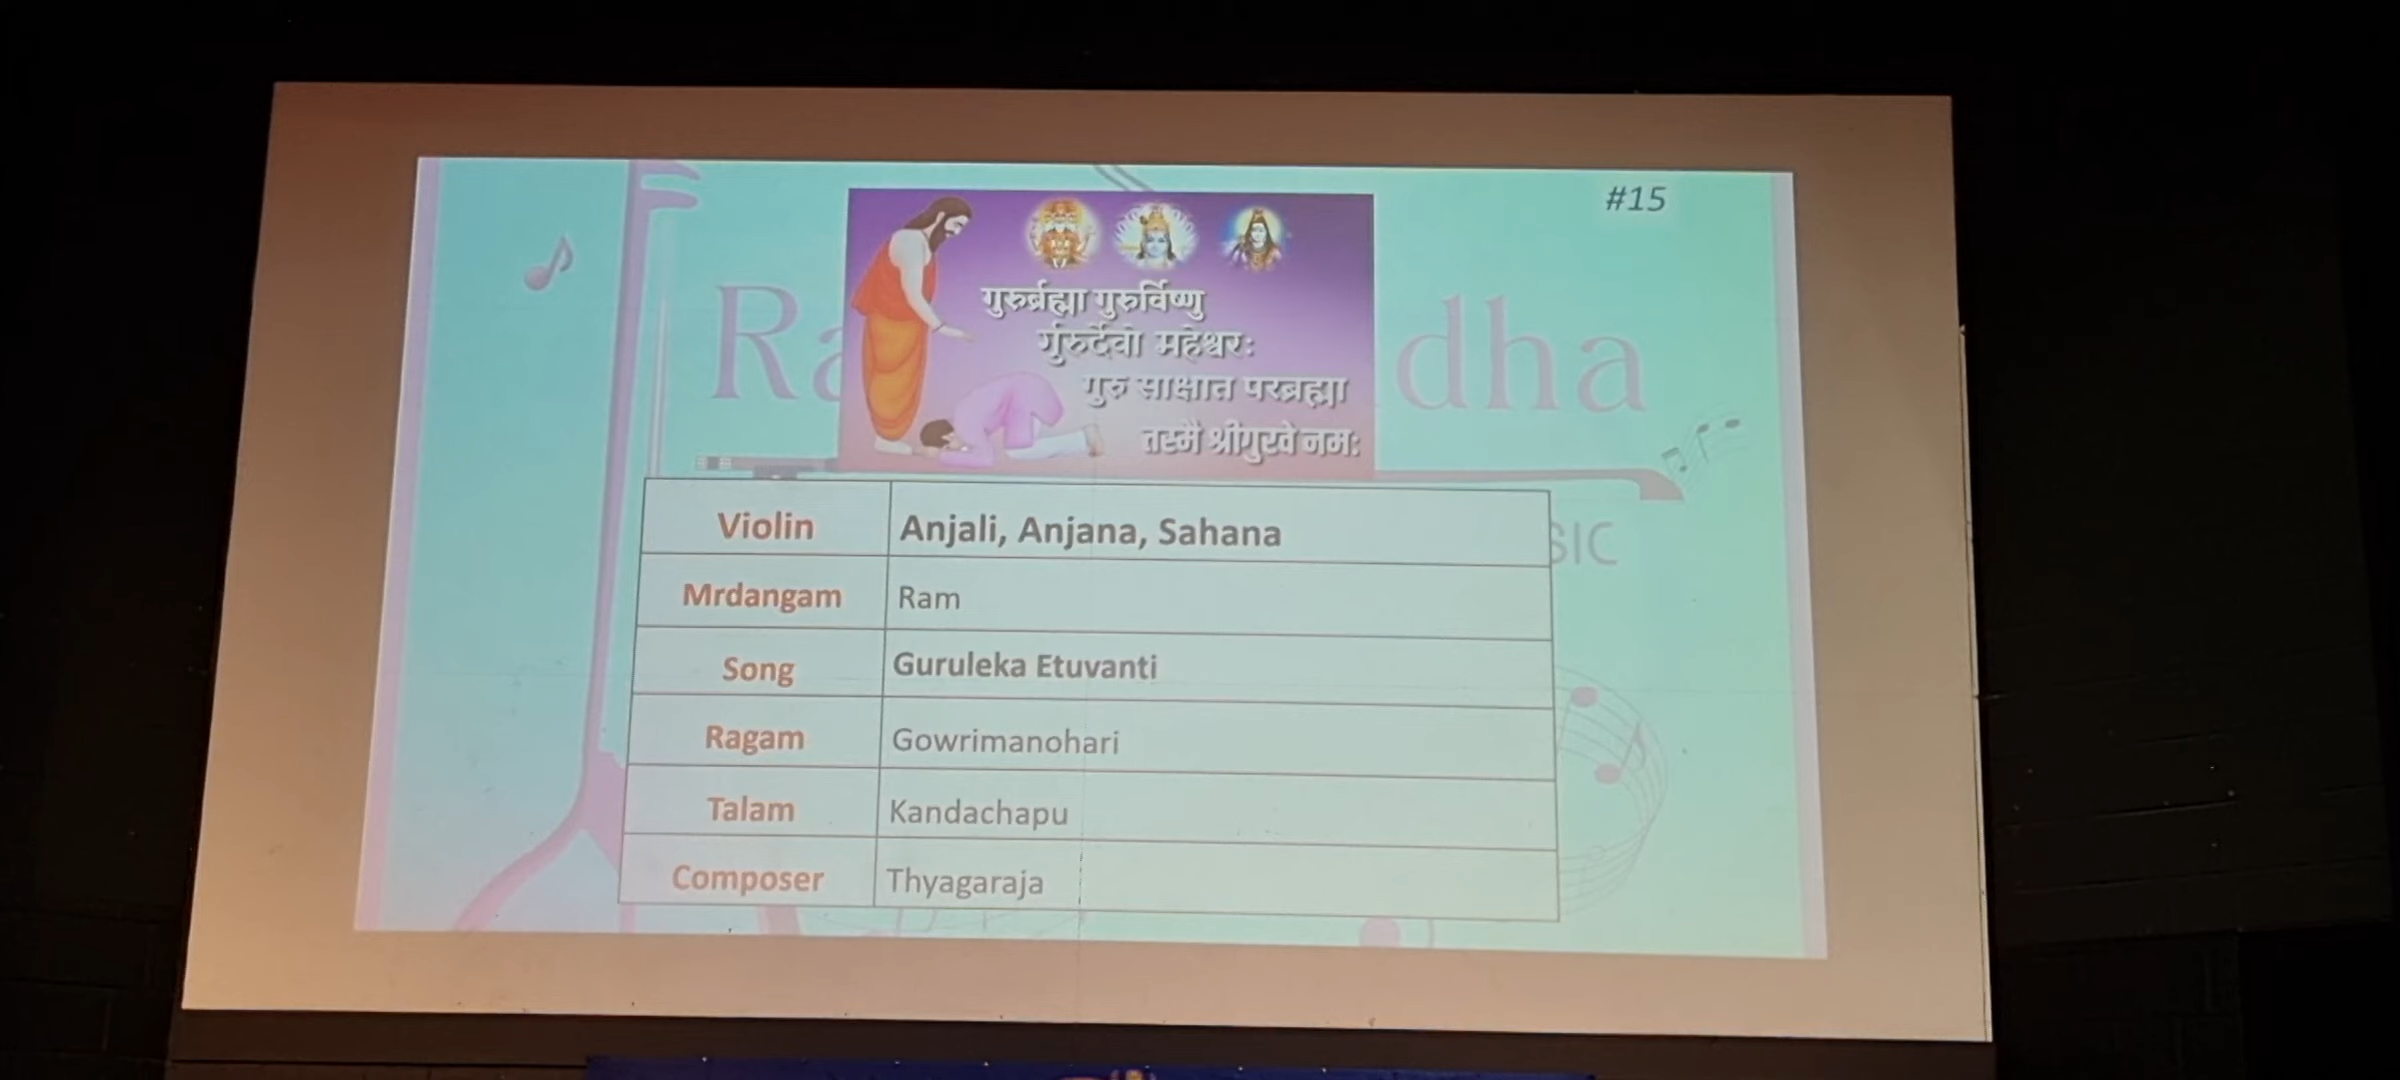 #15
गुरुर्ब्रह्मा गुरुर्विष्णु
र्गुरुर्देवो महेश्वरः
गुरु साक्षात परब्रह्मा
तस्मै श्रीगुरवे नमः
Violin Anjali, Anjana, Sahana
Mrdangam Ram
Song Guruleka Etuvanti
Ragam Gowrimanohari
Talam Kandachapu
Composer Thyagaraja